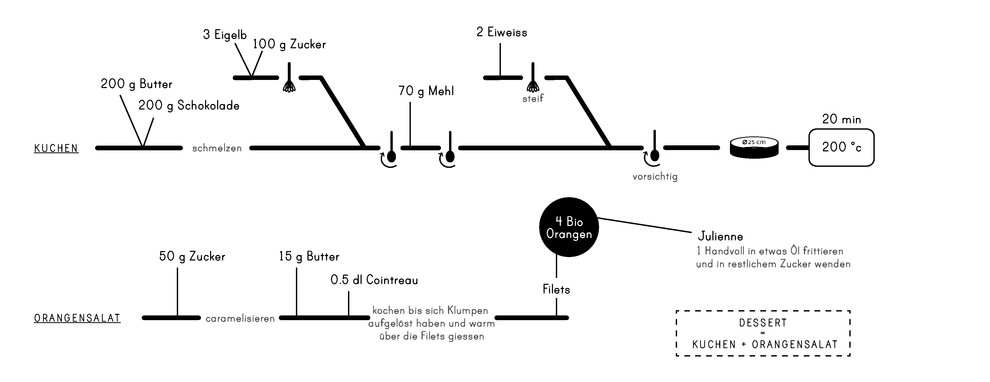 3 Eigelb
100 g Zucker
2 Eiweiss
200 g Butter
200 g Schokolade
70 g Mehl
steif
20 min
KUCHEN
schmelzen
Ø25 cm
200 °c
vorsichtig
4 Bio
Orangen
Julienne
1 Handvoll in etwas Öl frittieren
und in restlichem Zucker wenden
50 g Zucker
15 g Butter
0.5 dl Cointreau
Filets
ORANGENSALAT
caramelisieren
kochen bis sich Klumpen
aufgelöst haben und warm
über die Filets giessen
DESSERT
=
KUCHEN + ORANGENSALAT